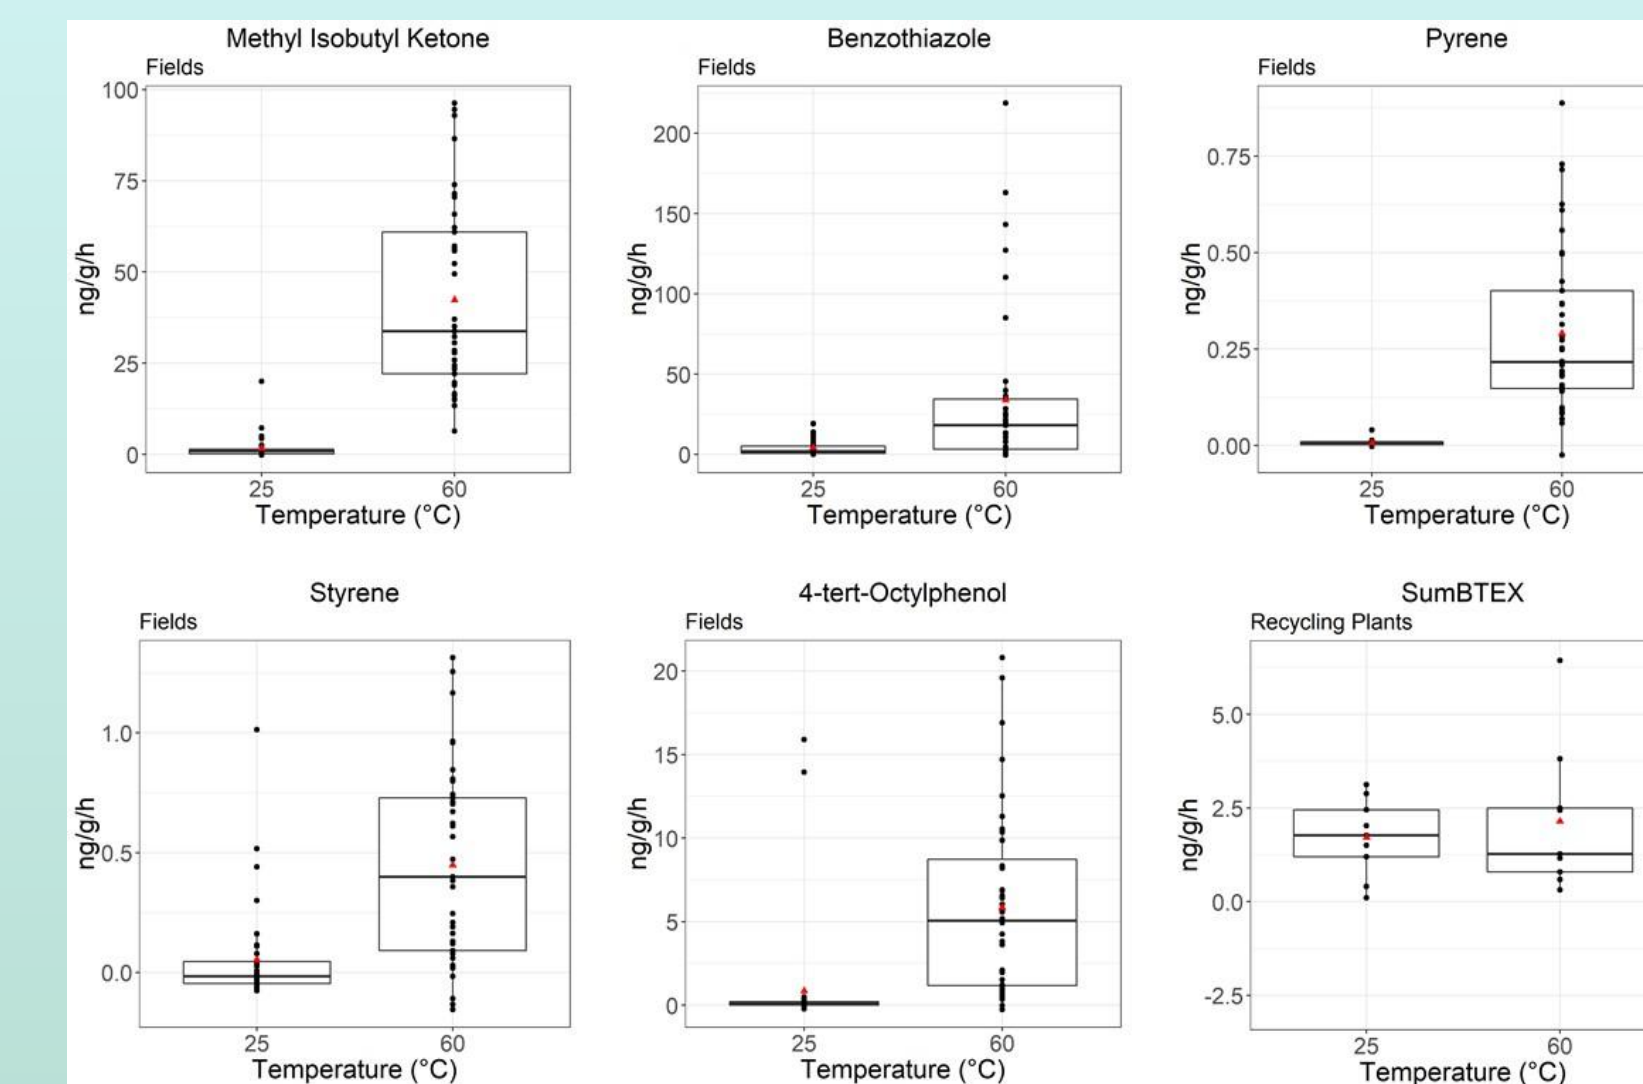 Methyl Isobutyl Ketone
Fields
100
75
50
25
0
ng/g/h
25 60
Temperature (°C)
Benzothiazole
Fields
200
150
100
50
0
ng/g/h
25 60
Temperature (°C)
Pyrene
Fields
0.75
0.50
0.25
0.00
ng/g/h
25 60
Temperature (°C)
Styrene
Fields
1.0
0.5
0.0
ng/g/h
25 60
Temperature (°C)
4-tert-Octylphenol
Fields
20
15
10
5
0
ng/g/h
25 60
Temperature (°C)
SumBTEX
Recycling Plants
5.0
2.5
0.0
-2.5
ng/g/h
25 60
Temperature (°C)